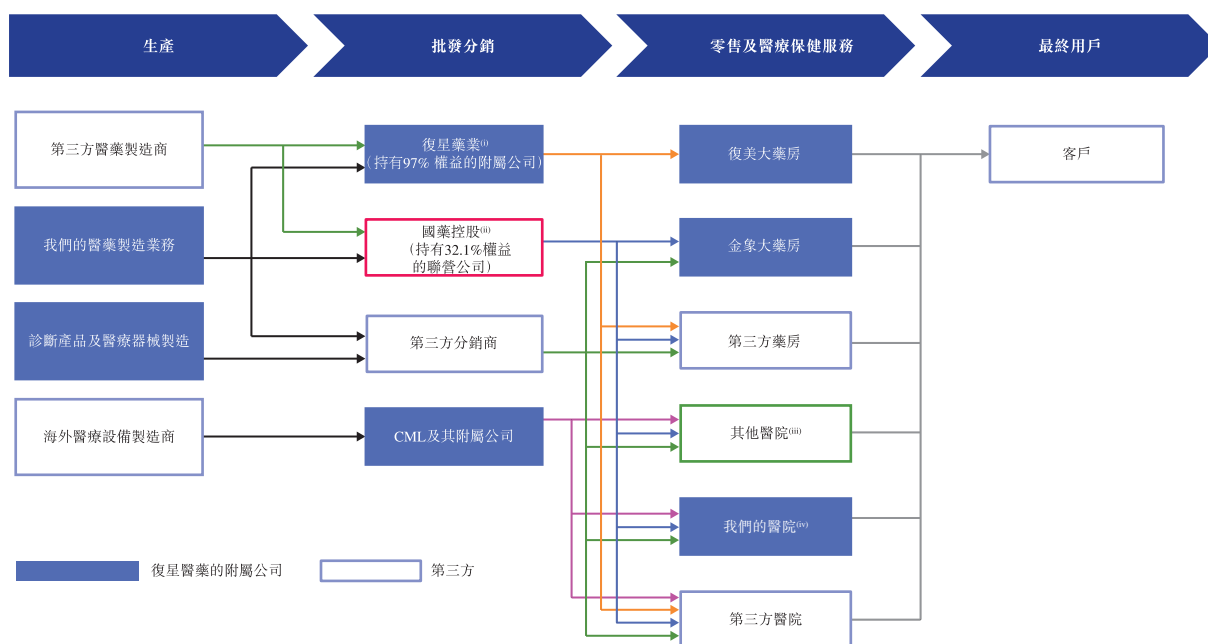 生產
批發分銷
零售及醫療保健服務
最終用戶
第三方醫藥製造商
我們的醫藥製造業務
診斷產品及醫療器械製造
海外醫療設備製造商
復星藥業(i)
(持有97% 權益的附屬公司)
國藥控股(ii)
(持有32.1%權益
的聯營公司)
第三方分銷商
CML及其附屬公司
復美大藥房
金象大藥房
第三方藥房
其他醫院(iii)
我們的醫院(iv)
第三方醫院
客戶
復星醫藥的附屬公司
第三方